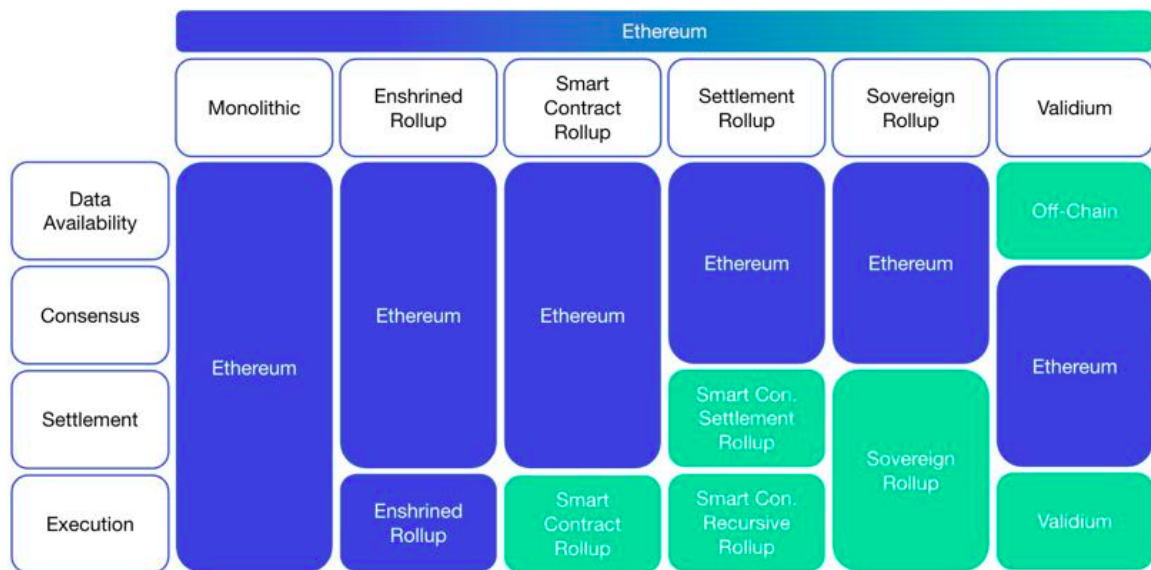 Ethereum
Monolithic
Enshrined
Rollup
Smart
Contract
Rollup
Settlement
Rollup
Sovereign
Rollup
Validium
Data
Availability
Consensus
Settlement
Execution
Ethereum
Ethereum
Enshrined
Rollup
Ethereum
Smart
Contract
Rollup
Ethereum
Smart Con.
Settlement
Rollup
Smart Con.
Recursive
Rollup
Ethereum
Sovereign
Rollup
Off-Chain
Ethereum
Validium